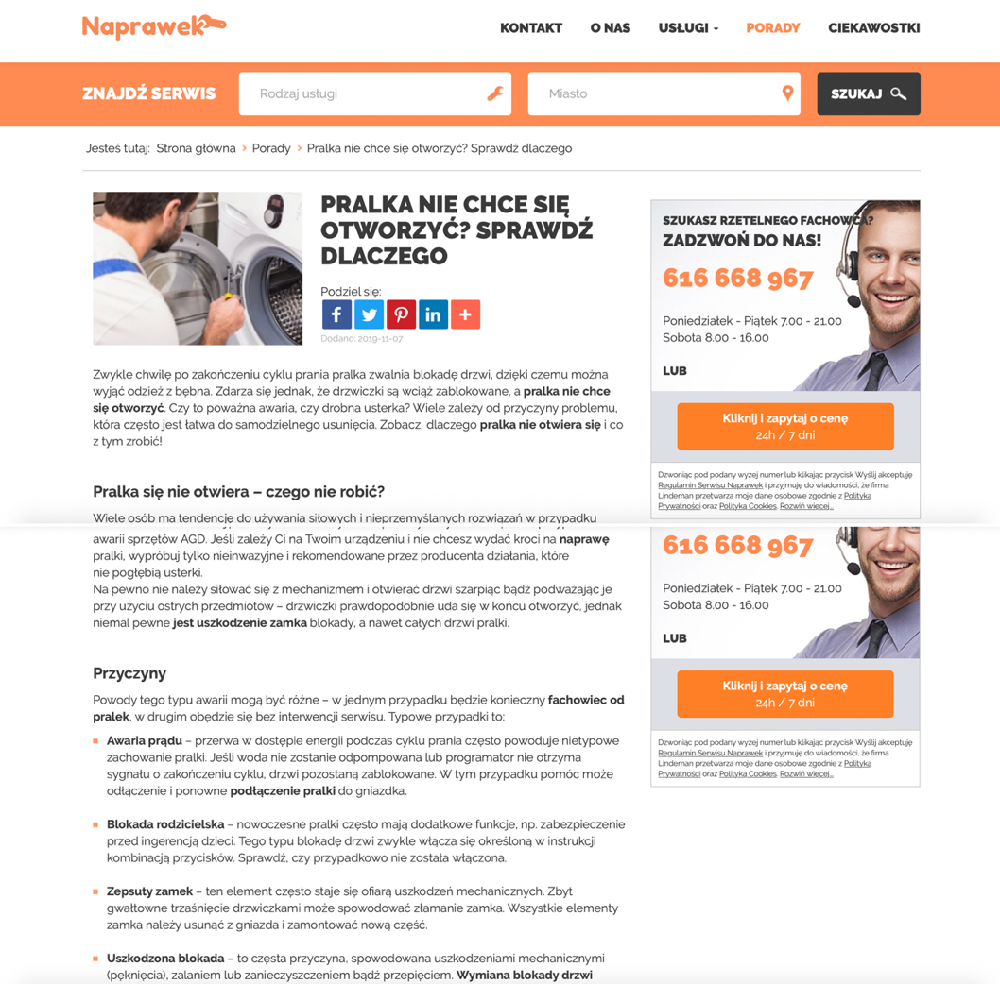 Naprawek
KONTAKT
O NAS
USŁUGI
PORADY
CIEKAWOSTKI
ZNAJDŹ SERWIS
Rodzaj usługi
Miasto
SZUKAJ
Jesteś tutaj: Strona główna > Porady > Pralka nie chce się otworzyć? Sprawdź dlaczego
PRALKA NIE CHCE SIĘ
OTWORZYĆ? SPRAWDŹ
DLACZEGO
Podziel się:
Dodano: 2019-11-07
Zwykle chwilę po zakończeniu cyklu prania pralka zwalnia blokadę drzwi, dzięki czemu można
wyjąć odzież z bębna. Zdarza się jednak, że drzwiczki są wciąż zablokowane, a pralka nie chce
się otworzyć. Czy to poważna awaria, czy drobna usterka? Wiele zależy od przyczyny problemu,
która często jest łatwa do samodzielnego usunięcia. Zobacz, dlaczego pralka nie otwiera się i co
z tym zrobić!
Pralka się nie otwiera – czego nie robić?
Wiele osób ma tendencję do używania siłowych i nieprzemyślanych rozwiązań w przypadku
awarii sprzętów AGD. Jeśli zależy Ci na Twoim urządzeniu i nie chcesz wydać kroci na naprawę
pralki, wypróbuj tylko nieinwazyjne i rekomendowane przez producenta działania, które
nie pogłębią usterki.
Na pewno nie należy siłować się z mechanizmem i otwierać drzwi szarpiąc bądź podważając je
przy użyciu ostrych przedmiotów – drzwiczki prawdopodobnie uda się w końcu otworzyć, jednak
niemal pewne jest uszkodzenie zamka blokady, a nawet całych drzwi pralki.
Przyczyny
Powody tego typu awarii mogą być różne – w jednym przypadku będzie konieczny fachowiec od
pralek, w drugim obędzie się bez interwencji serwisu. Typowe przypadki to:
Awaria prądu – przerwa w dostępie energii podczas cyklu prania często powoduje nietypowe
zachowanie pralki. Jeśli woda nie zostanie odpompowana lub programator nie otrzyma
sygnału o zakończeniu cyklu, drzwi pozostaną zablokowane. W tym przypadku pomóc może
odłączenie i ponowne podłączenie pralki do gniazdka.
Blokada rodzicielska – nowoczesne pralki często mają dodatkowe funkcje, np. zabezpieczenie
przed ingerencją dzieci. Tego typu blokadę drzwi zwykle włącza się określoną w instrukcji
kombinacją przycisków. Sprawdź, czy przypadkowo nie została włączona.
Zepsuty zamek – ten element często staje się ofiarą uszkodzeń mechanicznych. Zbyt
gwałtowne trzaśnięcie drzwiczkami może spowodować złamanie zamka. Wszystkie elementy
zamka należy usunąć z gniazda i zamontować nową część.
Uszkodzona blokada – to częsta przyczyna, spowodowana uszkodzeniami mechanicznymi
(pęknięcia), zalaniem lub zanieczyszczeniem bądź przepięciem. Wymiana blokady drzwi
SZUKASZ RZETELNEGO FACHOWCA?
ZADZWOŃ DO NAS!
616 668 967
Poniedziałek - Piątek 7.00 - 21.00
Sobota 8.00 - 16.00
LUB
Kliknij i zapytaj o cenę
24h / 7 dni
Dzwoniąc pod podany wyżej numer lub klikając przycisk Wyślij akceptuję
Regulamin Serwisu Naprawek i przyjmuję do wiadomości, że firma
Lindeman przetwarza moje dane osobowe zgodnie z Polityką
Prywatności oraz Polityką Cookies. Rozwiń wiecej...
616 668 967
Poniedziałek - Piątek 7.00 - 21.00
Sobota 8.00 - 16.00
LUB
Kliknij i zapytaj o cenę
24h / 7 dni
Dzwoniąc pod podany wyżej numer lub klikając przycisk Wyślij akceptuję
Regulamin Serwisu Naprawek i przyjmuję do wiadomości, że firma
Lindeman przetwarza moje dane osobowe zgodnie z Polityką
Prywatności oraz Polityką Cookies. Rozwiń wiecej...